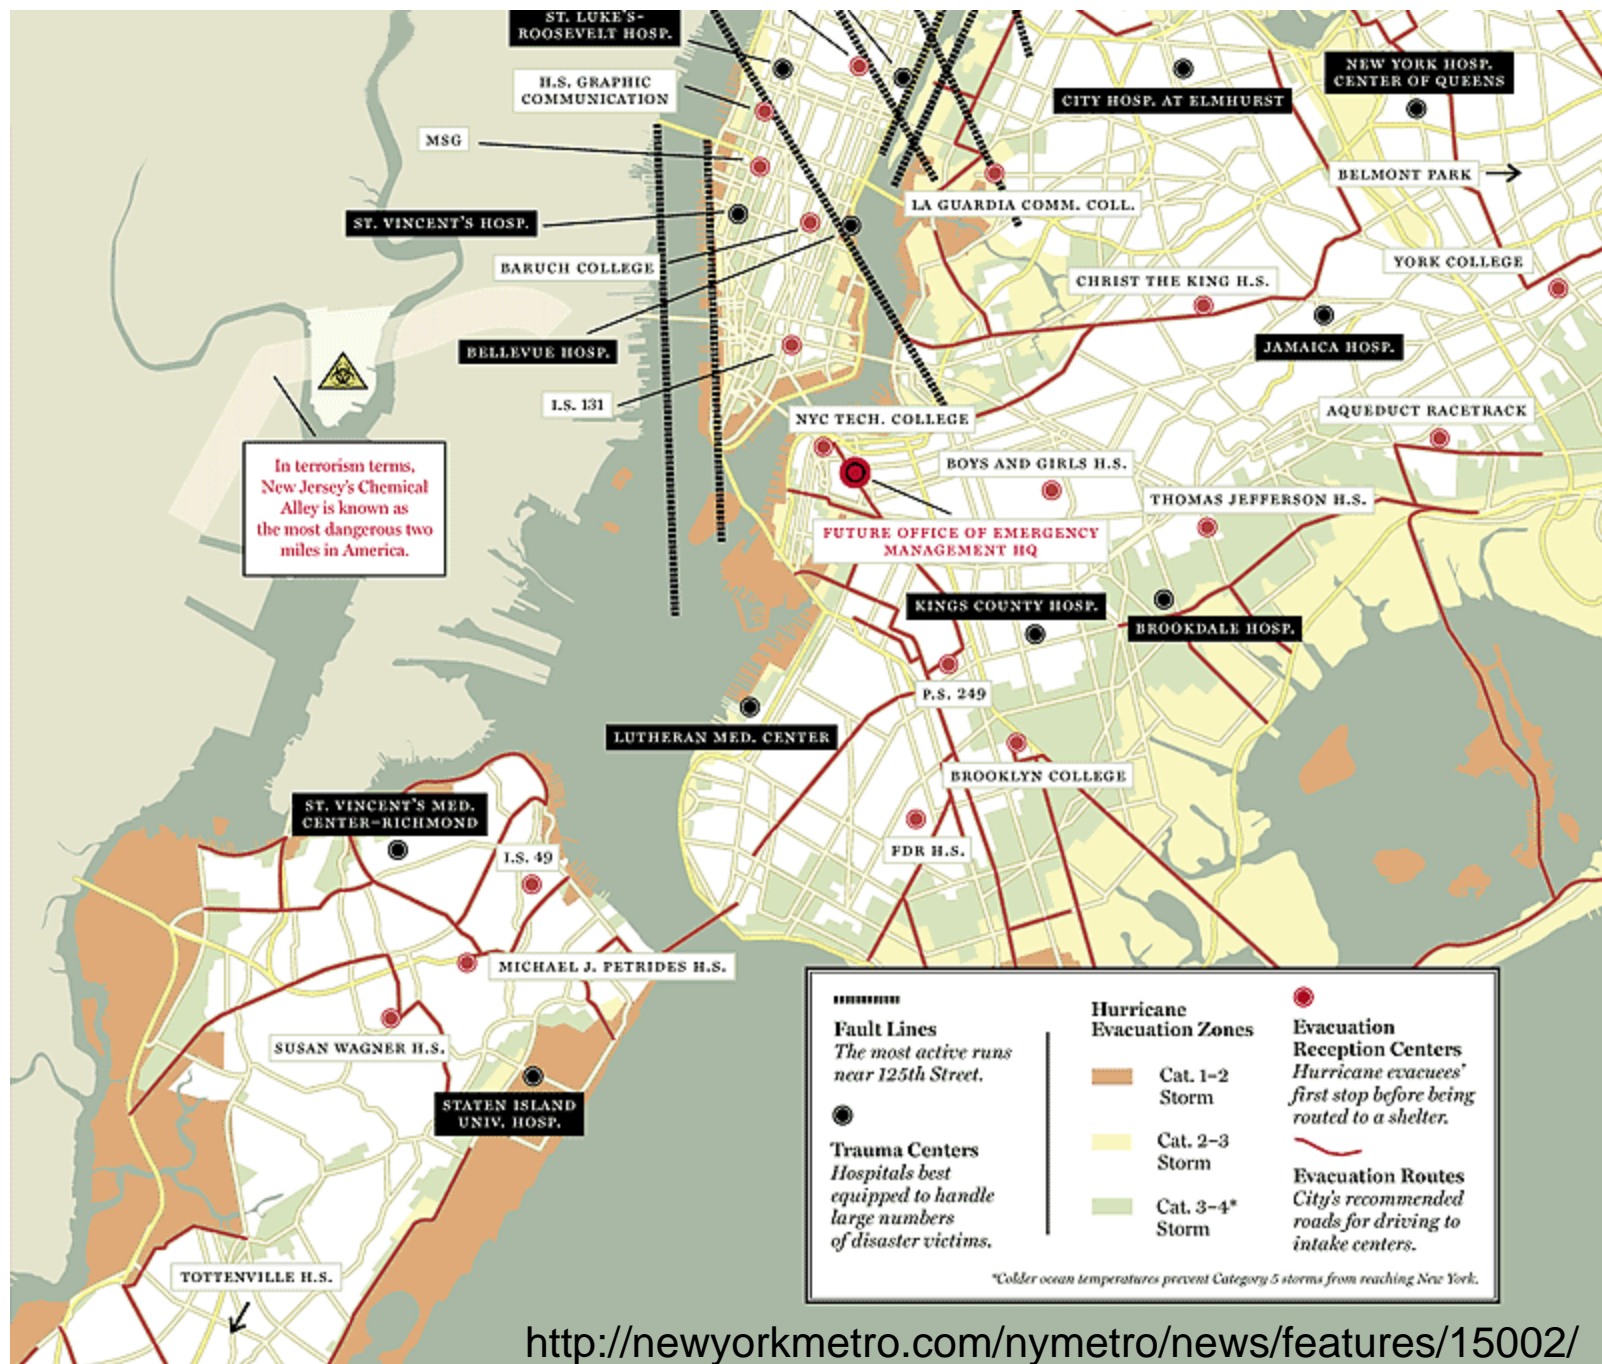 ST. LUKE'S-
ROOSEVELT HOSP.
H.S. GRAPHIC
COMMUNICATION
MSG
ST. VINCENT'S HOSP.
BARUCH COLLEGE
BELLEVUE HOSP.
I.S. 131
CITY HOSP. AT ELMHURST
NEW YORK HOSP.
CENTER OF QUEENS
BELMONT PARK
LA GUARDIA COMM. COLL.
YORK COLLEGE
CHRIST THE KING H.S.
JAMAICA HOSP.
AQUEDUCT RACETRACK
NYC TECH. COLLEGE
BOYS AND GIRLS H.S.
THOMAS JEFFERSON H.S.
In terrorism terms,
New Jersey's Chemical
Alley is known as
the most dangerous two
miles in America.
FUTURE OFFICE OF EMERGENCY
MANAGEMENT HQ
KINGS COUNTY HOSP.
BROOKDALE HOSP.
P.S. 249
LUTHERAN MED. CENTER
BROOKLYN COLLEGE
FDR H.S.
ST. VINCENT'S MED.
CENTER–RICHMOND
I.S. 49
MICHAEL J. PETRIDES H.S.
SUSAN WAGNER H.S.
STATEN ISLAND
UNIV. HOSP.
TOTTENVILLE H.S.
Fault Lines
The most active runs
near 125th Street.
Trauma Centers
Hospitals best
equipped to handle
large numbers
of disaster victims.
Hurricane
Evacuation Zones
Cat. 1–2
Storm
Cat. 2–3
Storm
Cat. 3–4*
Storm
Evacuation
Reception Centers
Hurricane evacuees'
first stop before being
routed to a shelter.
Evacuation Routes
City's recommended
roads for driving to
intake centers.
*Colder ocean temperatures prevent Category 5 storms from reaching New York.
http://newyorkmetro.com/nymetro/news/features/15002/